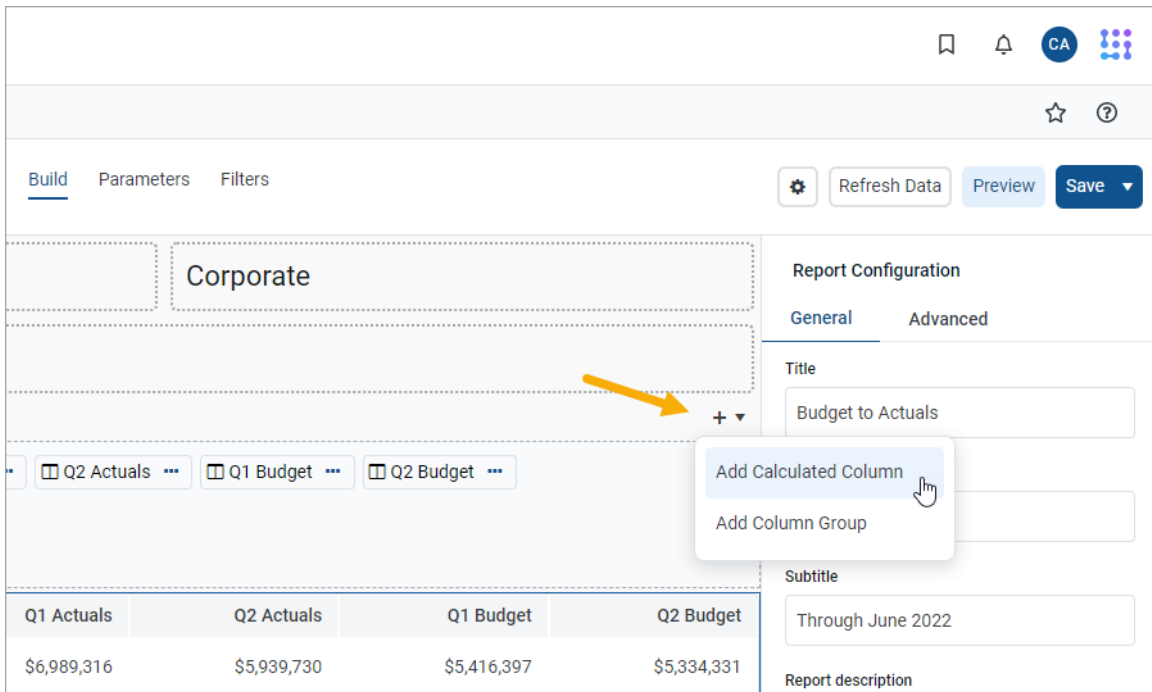 CA
Build Parameters Filters
Refresh Data Preview Save
Corporate
Report Configuration
General Advanced
Title
Budget to Actuals
Q2 Actuals Q1 Budget Q2 Budget
Add Calculated Column
Add Column Group
Subtitle
Through June 2022
Q1 Actuals Q2 Actuals Q1 Budget Q2 Budget
$6,989,316 $5,939,730 $5,416,397 $5,334,331
Report description